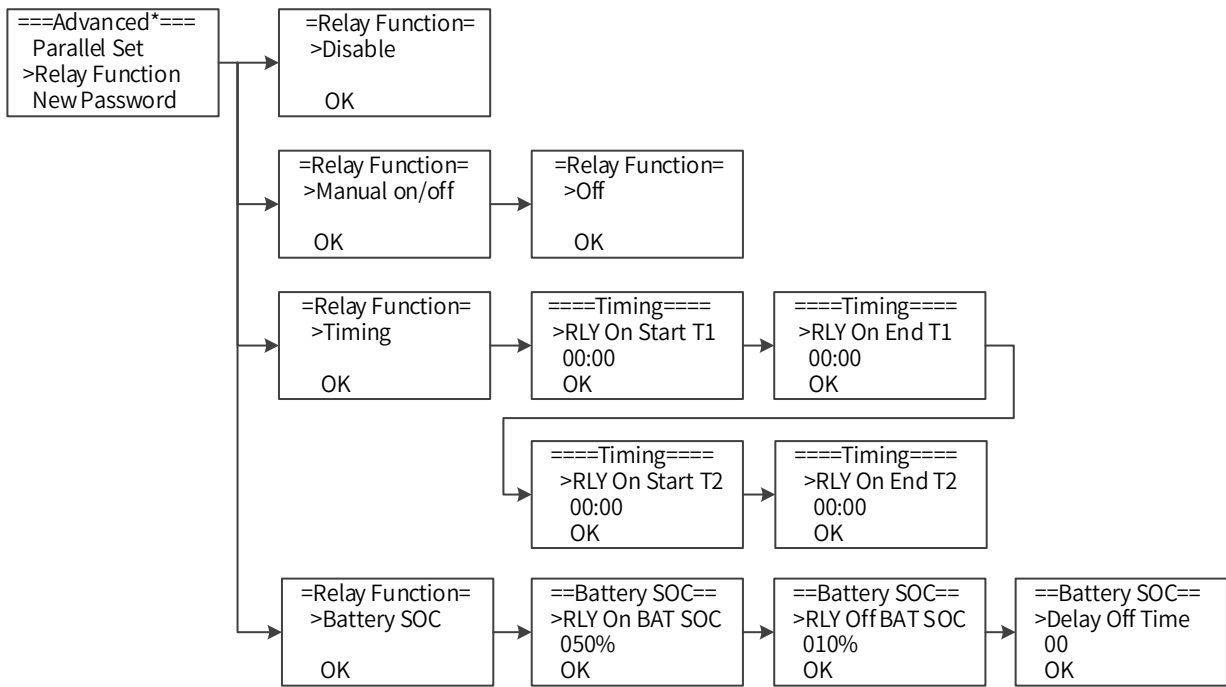 ===Advanced*===
Parallel Set
>Relay Function
New Password
=Relay Function=
>Disable
OK
=Relay Function=
>Manual on/off
OK
=Relay Function=
>Off
OK
=Relay Function=
>Timing
OK
====Timing====
>RLY On Start T1
00:00
OK
====Timing====
>RLY On End T1
00:00
OK
====Timing====
>RLY On Start T2
00:00
OK
====Timing====
>RLY On End T2
00:00
OK
=Relay Function=
>Battery SOC
OK
==Battery SOC==
>RLY On BAT SOC
050%
OK
==Battery SOC==
>RLY Off BAT SOC
010%
OK
==Battery SOC==
>Delay Off Time
00
OK